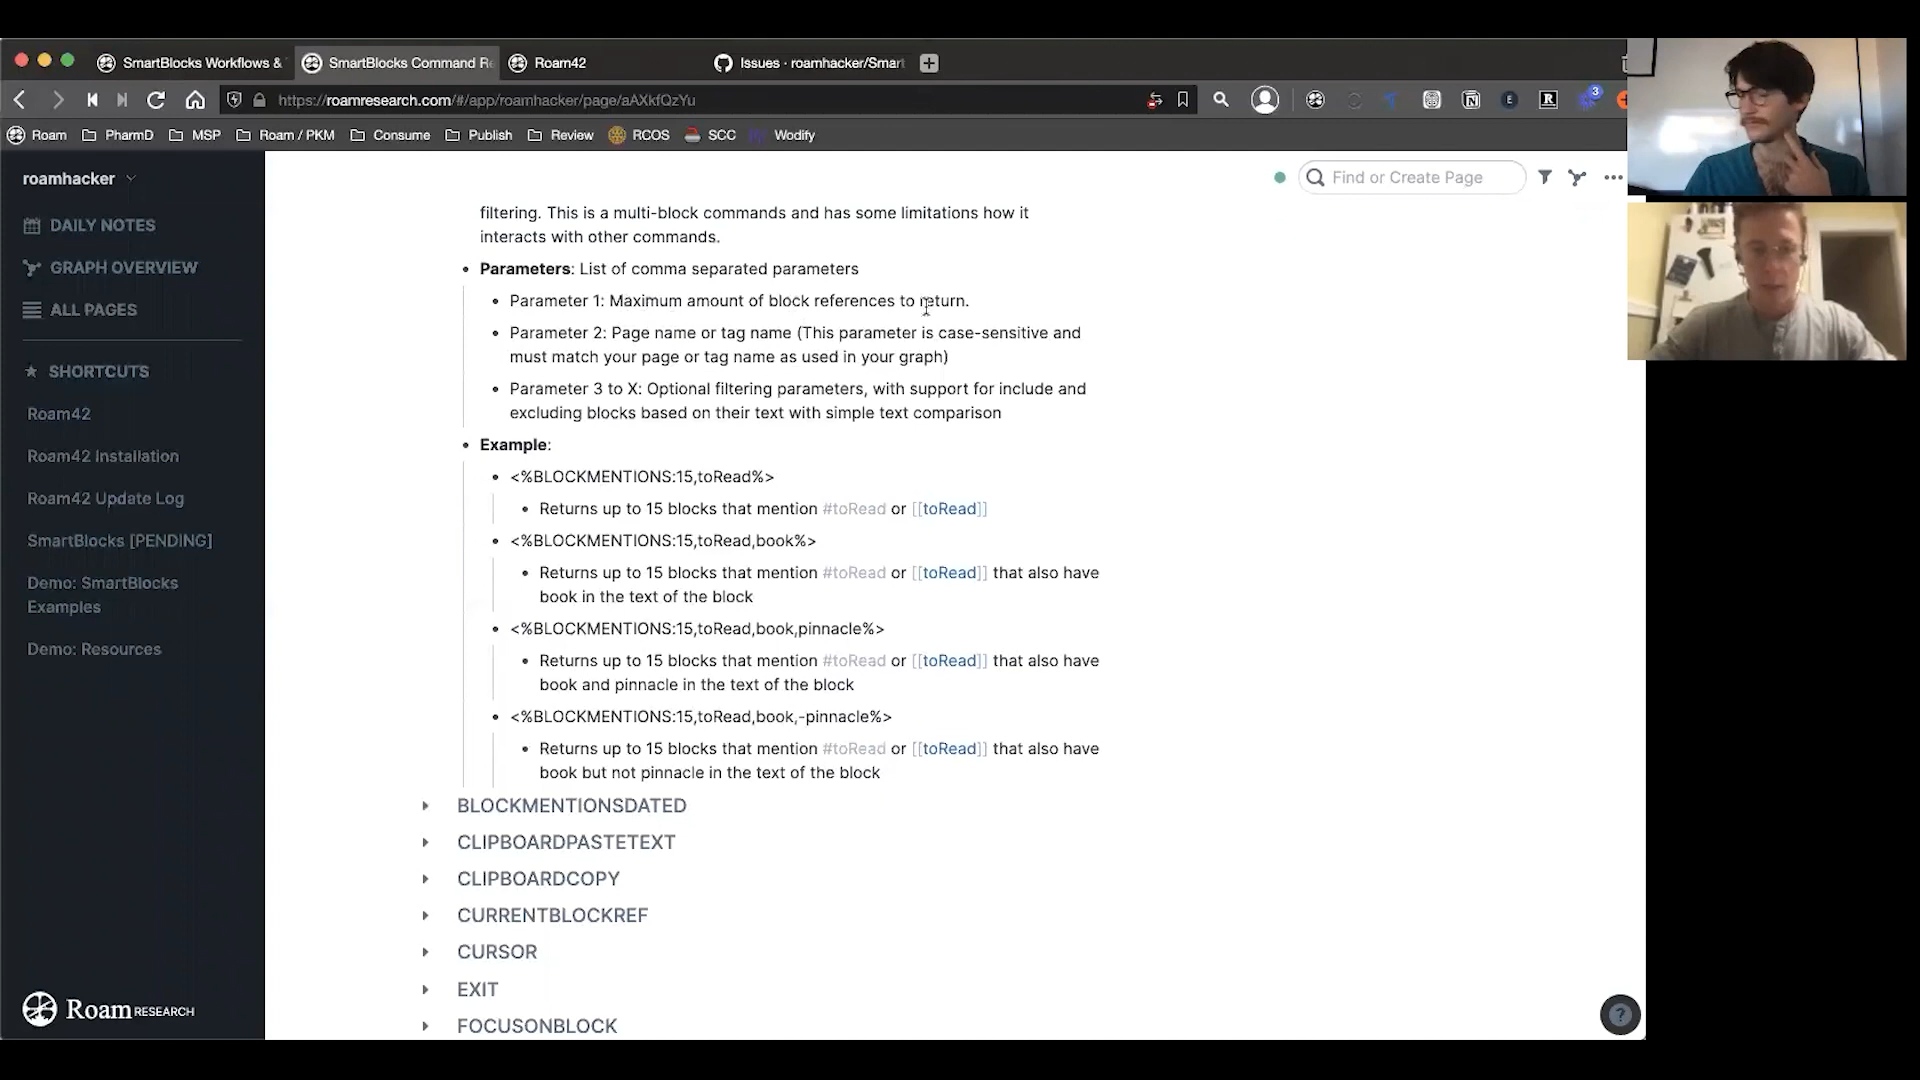 SmartBlocks Workflows &
SmartBlocks Command Re
Roam42
Issues · roamhacker/Smart
https://roamresearch.com/#/app/roamhacker/page/aAXkfQzYu
3
Roam
PharmD
MSP
Roam / PKM
Consume
Publish
Review
RCOS
SCC
Wodify
roamhacker
DAILY NOTES
GRAPH OVERVIEW
ALL PAGES
SHORTCUTS
Roam42
Roam42 Installation
Roam42 Update Log
SmartBlocks [PENDING]
Demo: SmartBlocks
Examples
Demo: Resources
Roam RESEARCH
Find or Create Page
filtering. This is a multi-block commands and has some limitations how it
interacts with other commands.
Parameters: List of comma separated parameters
Parameter 1: Maximum amount of block references to return.
Parameter 2: Page name or tag name (This parameter is case-sensitive and
must match your page or tag name as used in your graph)
Parameter 3 to X: Optional filtering parameters, with support for include and
excluding blocks based on their text with simple text comparison
Example:
<%BLOCKMENTIONS:15,toRead%>
Returns up to 15 blocks that mention #toRead or [[toRead]]
<%BLOCKMENTIONS:15,toRead,book%>
Returns up to 15 blocks that mention #toRead or [[toRead]] that also have
book in the text of the block
<%BLOCKMENTIONS:15,toRead,book,pinnacle%>
Returns up to 15 blocks that mention #toRead or [[toRead]] that also have
book and pinnacle in the text of the block
<%BLOCKMENTIONS:15,toRead,book,-pinnacle%>
Returns up to 15 blocks that mention #toRead or [[toRead]] that also have
book but not pinnacle in the text of the block
BLOCKMENTIONSDATED
CLIPBOARDPASTETEXT
CLIPBOARDCOPY
CURRENTBLOCKREF
CURSOR
EXIT
FOCUSONBLOCK
?